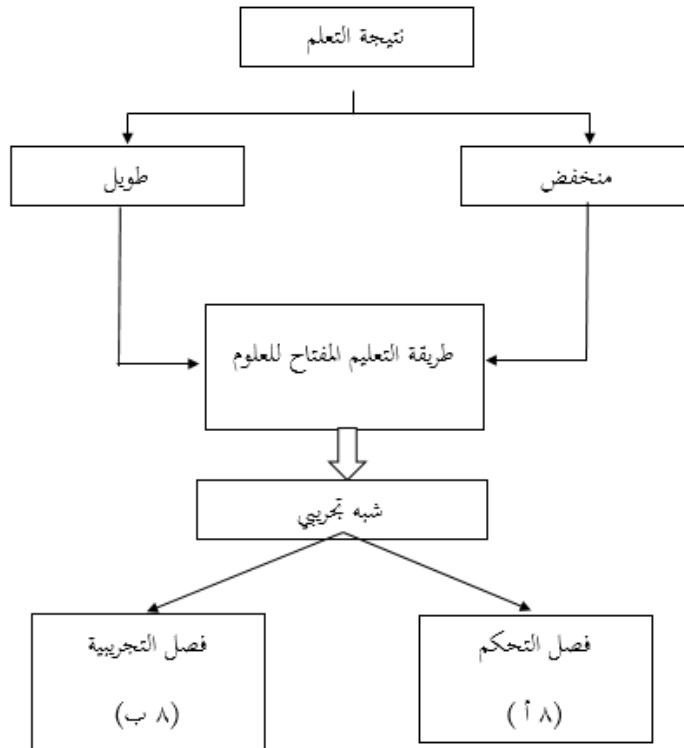 نتيجة التعلم
منخفض
طويل
طريقة التعليم المفتاح للعلوم
شبه تجريبي
فصل التحكم
(٨ أ )
فصل التجريبية
(٨ ب)